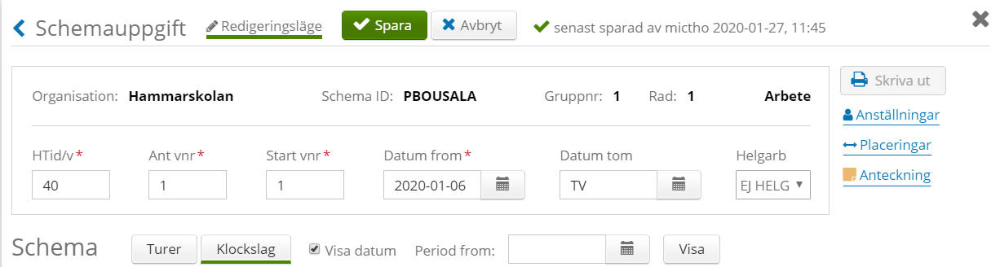 Schemauppgift Redigeringsläge Spara Avbryt senast sparad av mictho 2020-01-27, 11:45
Organisation: Hammarskolan Schema ID: PBOUSALA Gruppnr: 1 Rad: 1 Arbete
Skriva ut
Anställningar
Placeringar
Anteckning
HTid/v* Ant vnr* Start vnr* Datum from* Datum tom Helgarb
40 1 1 2020-01-06 TV EJ HELG
Schema Turer Klockslag Visa datum Period from: Visa